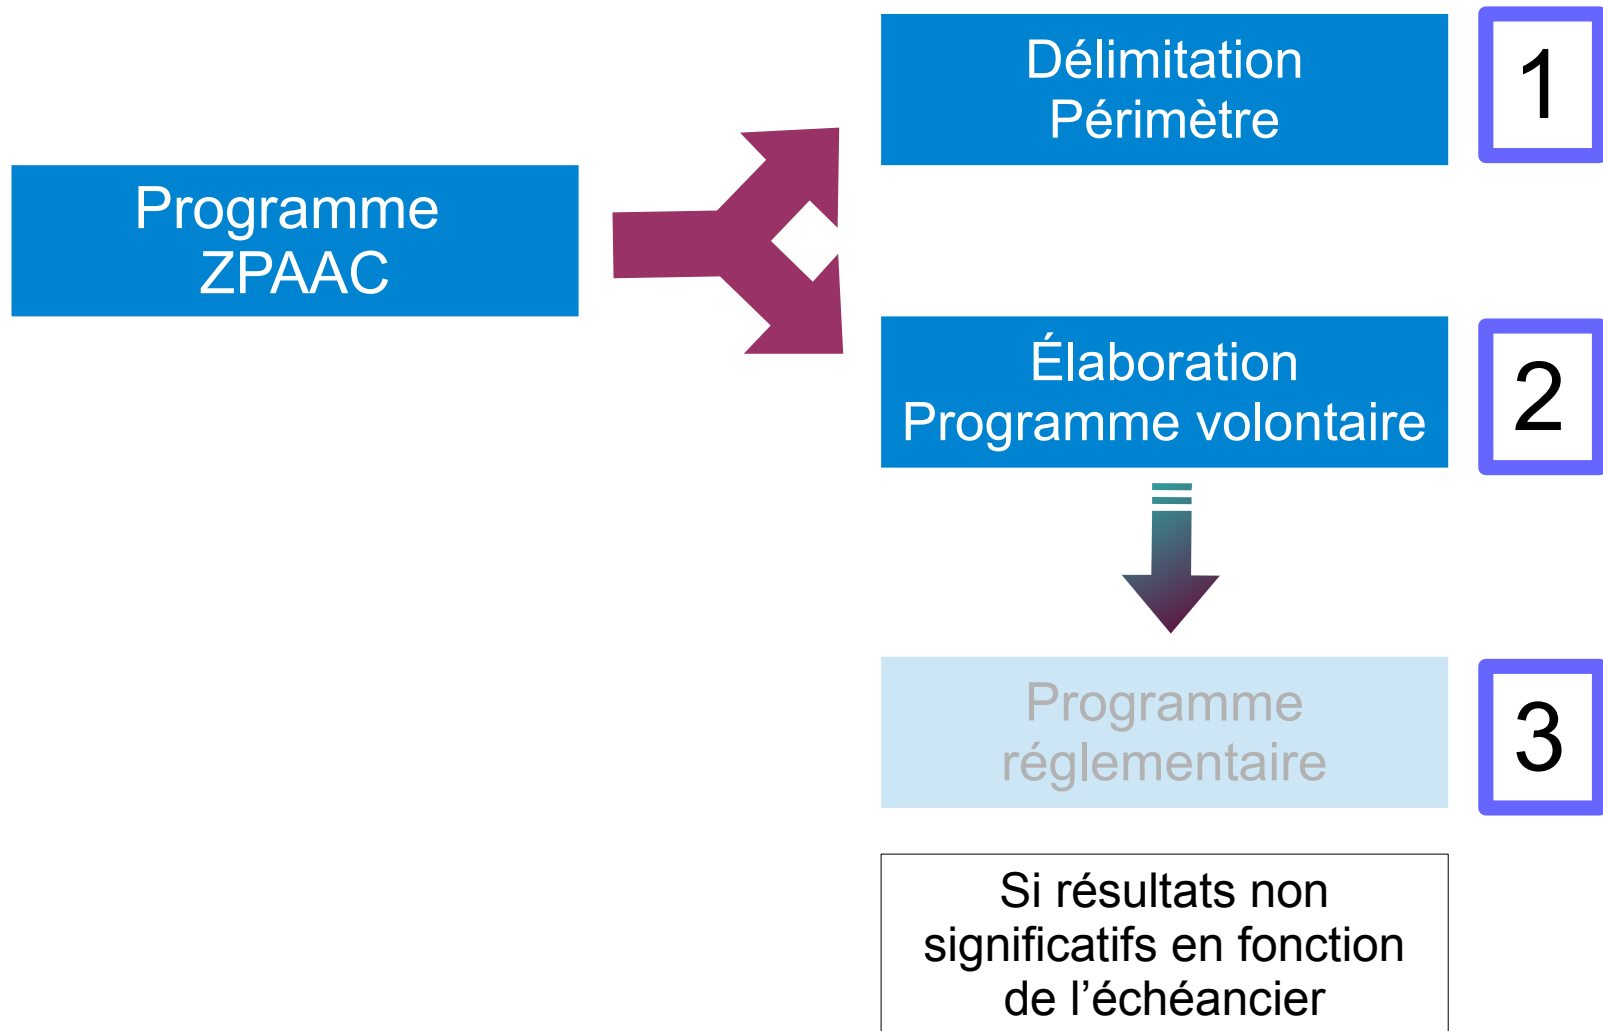 Programme
ZPAAC
Délimitation
Périmètre
1
Élaboration
Programme volontaire
2
Programme
réglementaire
3
Si résultats non
significatifs en fonction
de l’échéancier